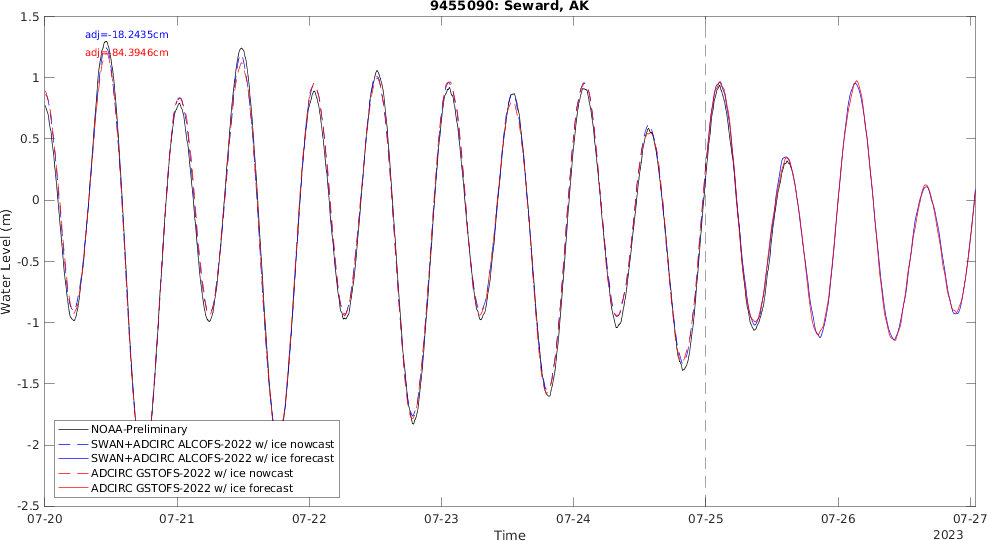 9455090: Seward, AK
adj=-18.2435cm
adj=-84.3946cm
Water Level (m)
1.5
1
0.5
0
-0.5
-1
-1.5
-2
-2.5
NOAA-Preliminary
SWAN+ADCIRC ALCOFS-2022 w/ ice nowcast
SWAN+ADCIRC ALCOFS-2022 w/ ice forecast
ADCIRC GSTOFS-2022 w/ ice nowcast
ADCIRC GSTOFS-2022 w/ ice forecast
07-20 07-21 07-22 07-23 07-24 07-25 07-26 07-27
Time
2023